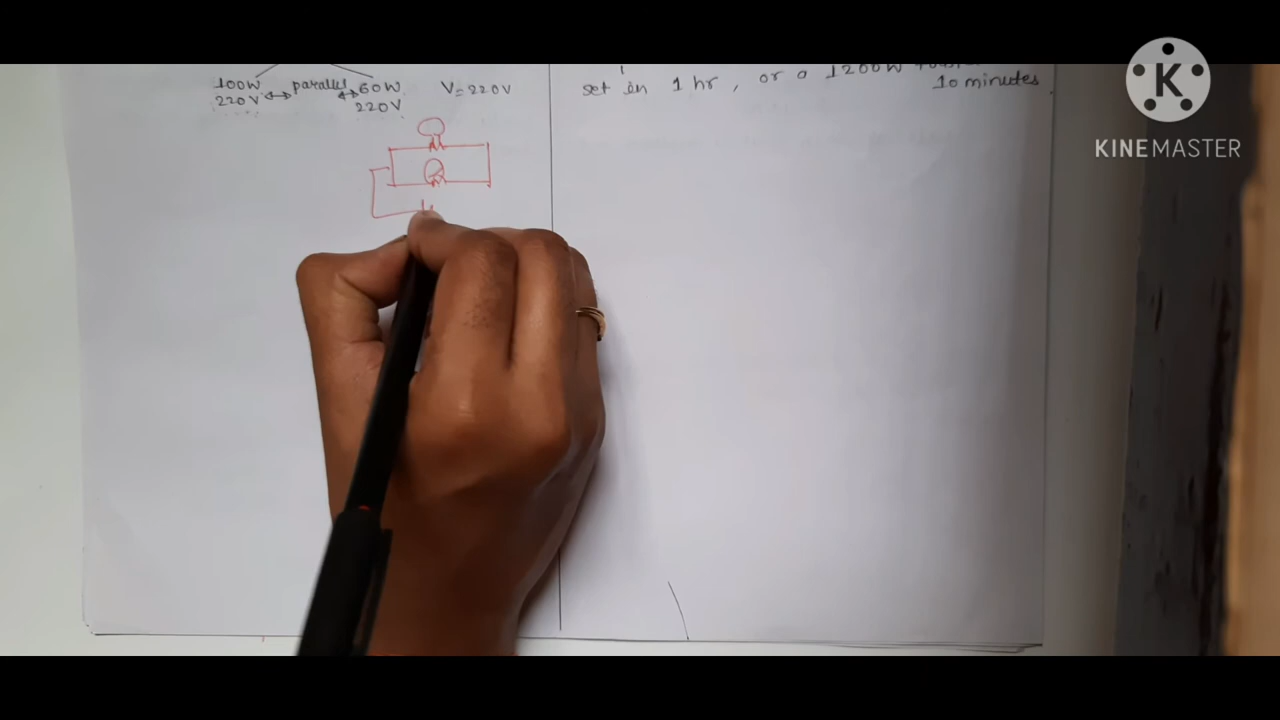 100W parallel 60W V=220V
220V 220V
1200W
set in 1 hr, or a 10 minutes.
K
KINEMASTER